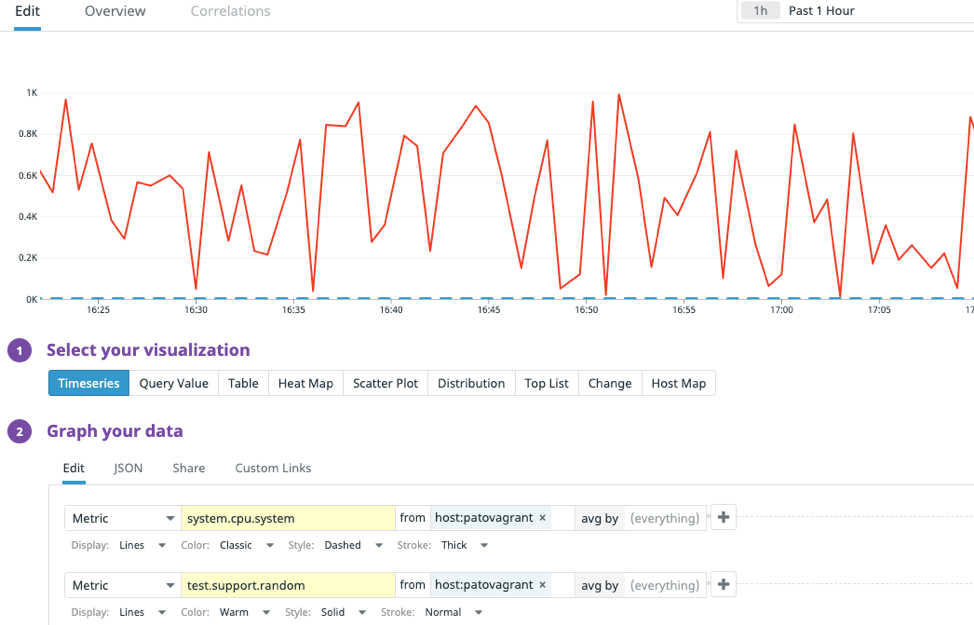 Edit Overview Correlations 1h Past 1 Hour
1K
0.8K
0.6K
0.4K
0.2K
0K
16:25 16:30 16:35 16:40 16:45 16:50 16:55 17:00 17:05
1 Select your visualization
Timeseries Query Value Table Heat Map Scatter Plot Distribution Top List Change Host Map
2 Graph your data
Edit JSON Share Custom Links
Metric system.cpu.system from host:patovagrant × avg by (everything) +
Display: Lines Color: Classic Style: Dashed Stroke: Thick
Metric test.support.random from host:patovagrant × avg by (everything) +
Display: Lines Color: Warm Style: Solid Stroke: Normal